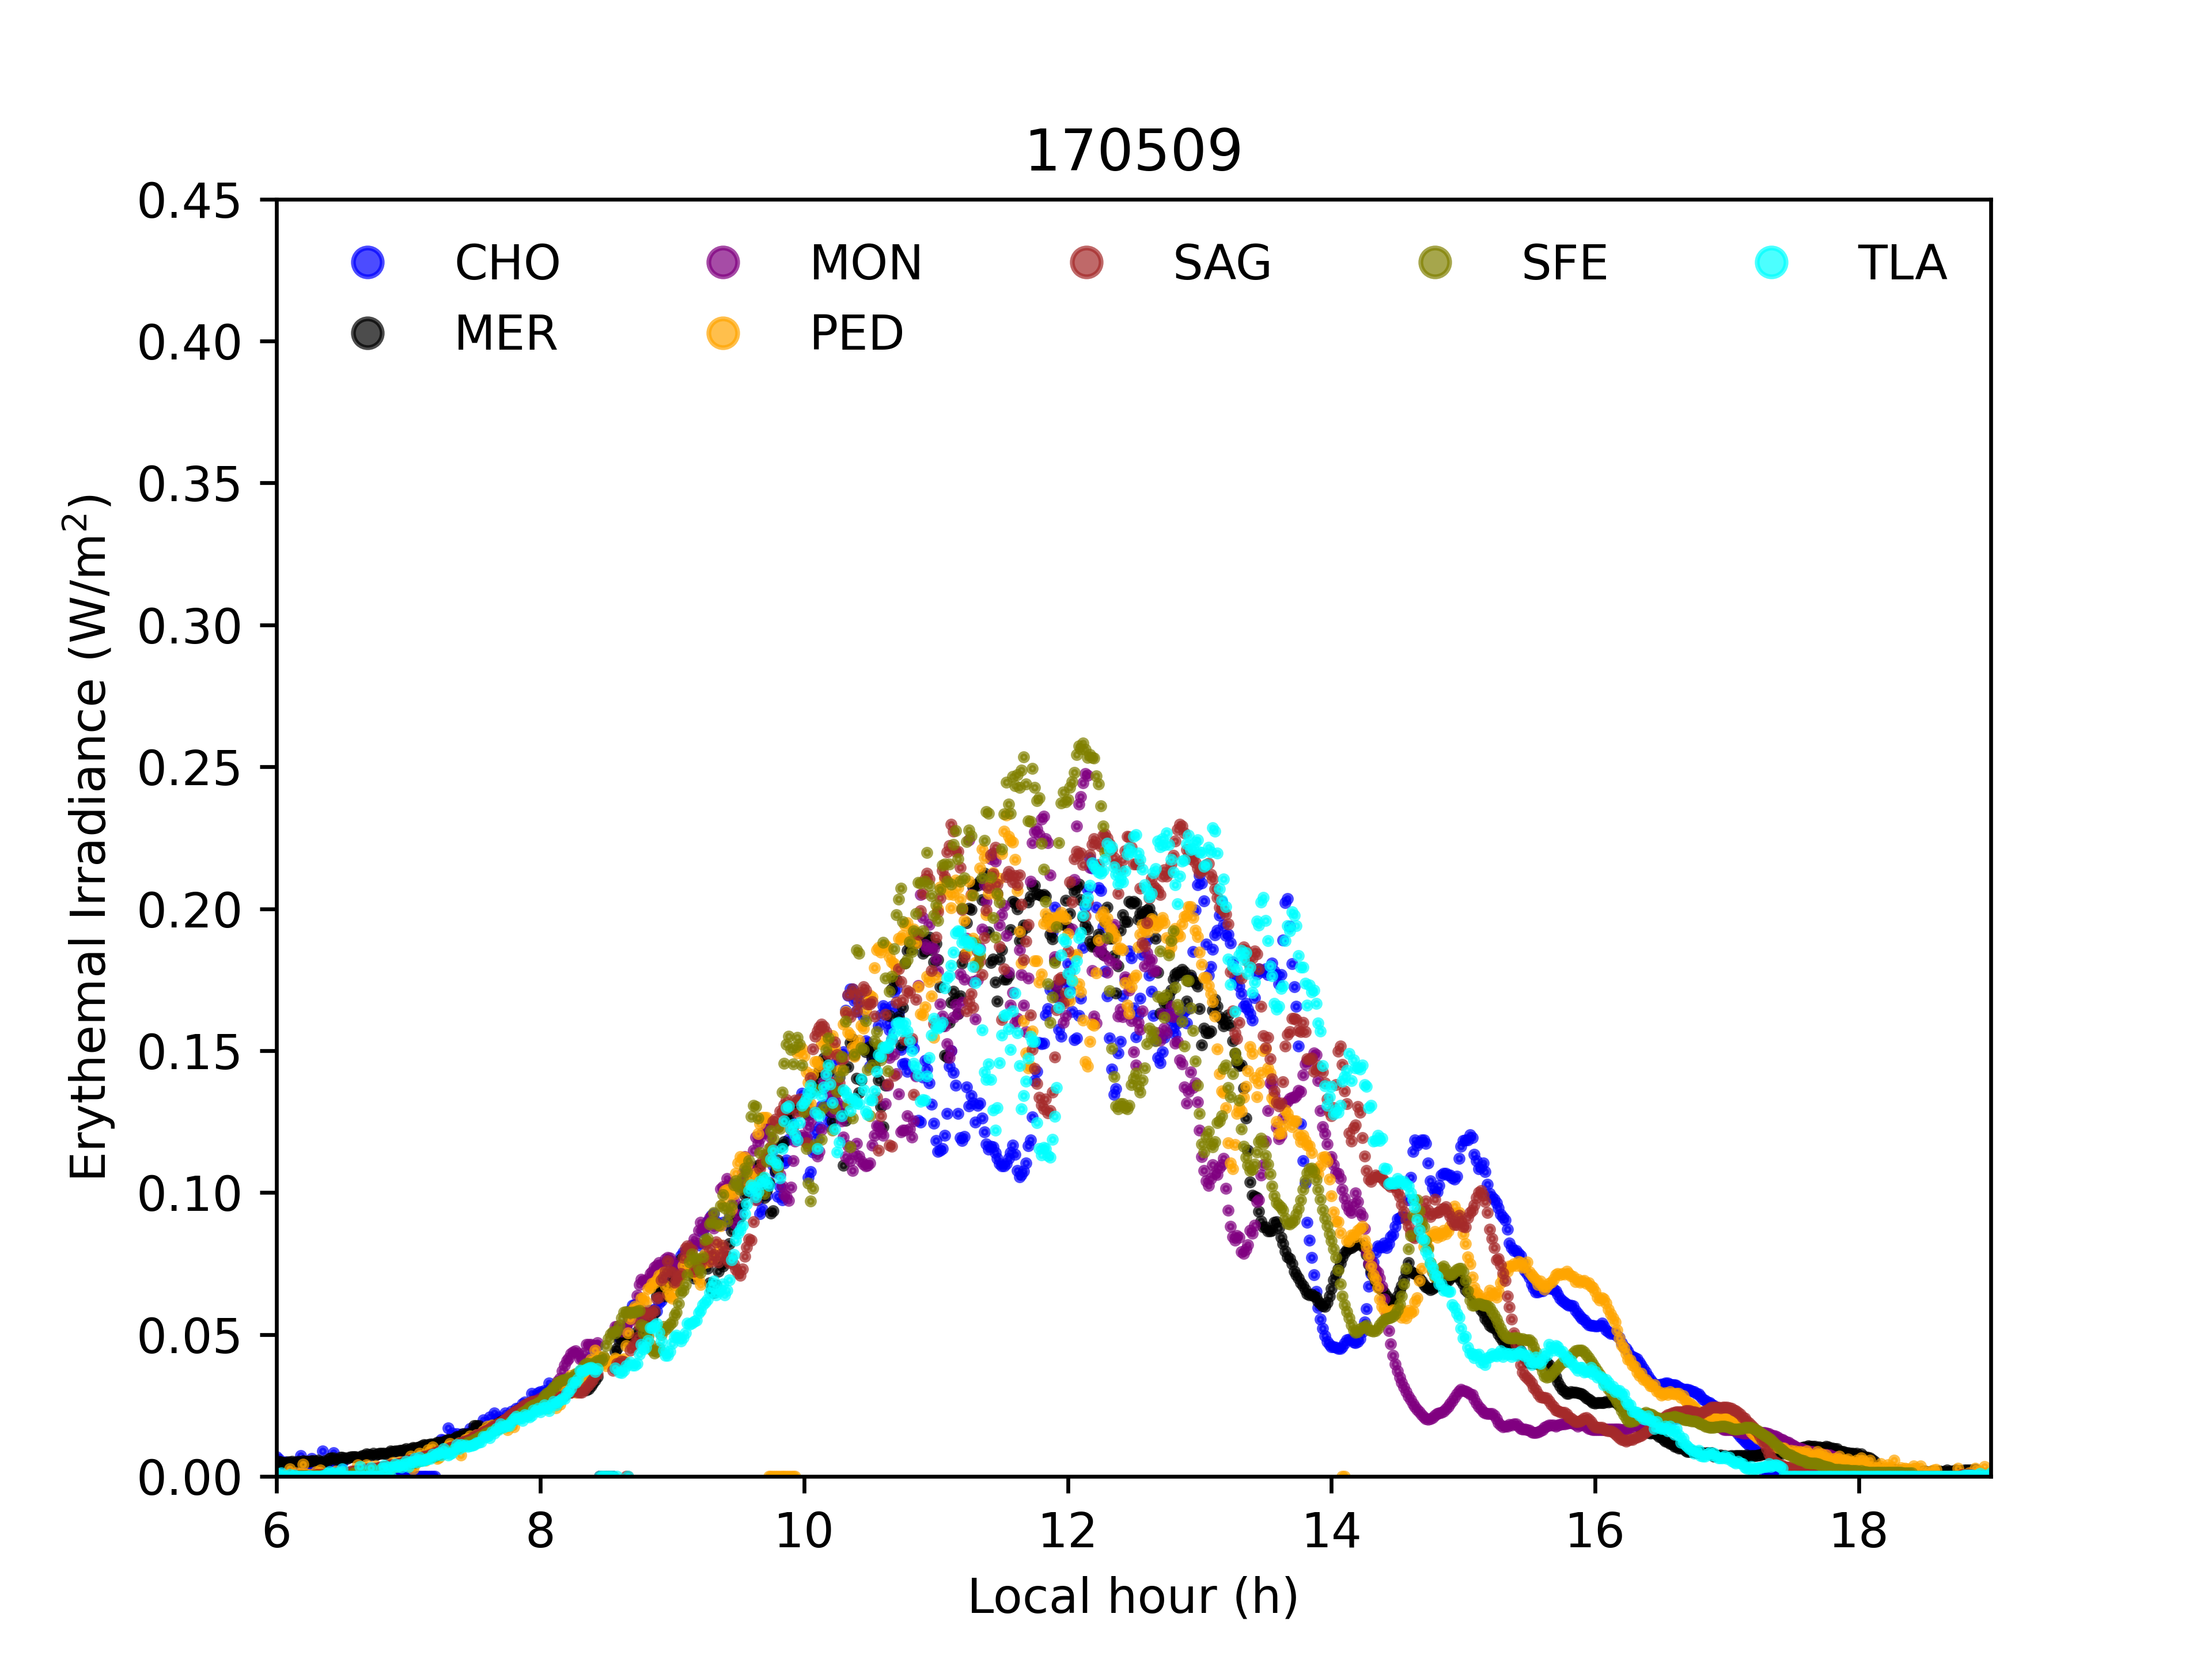 170509
0.45
CHO MON SAG SFE TLA
MER PED
0.40
0.35
0.30
0.25
0.20
0.15
0.10
0.05
0.00
Erythemal Irradiance (W/m²)
6 8 10 12 14 16 18
Local hour (h)